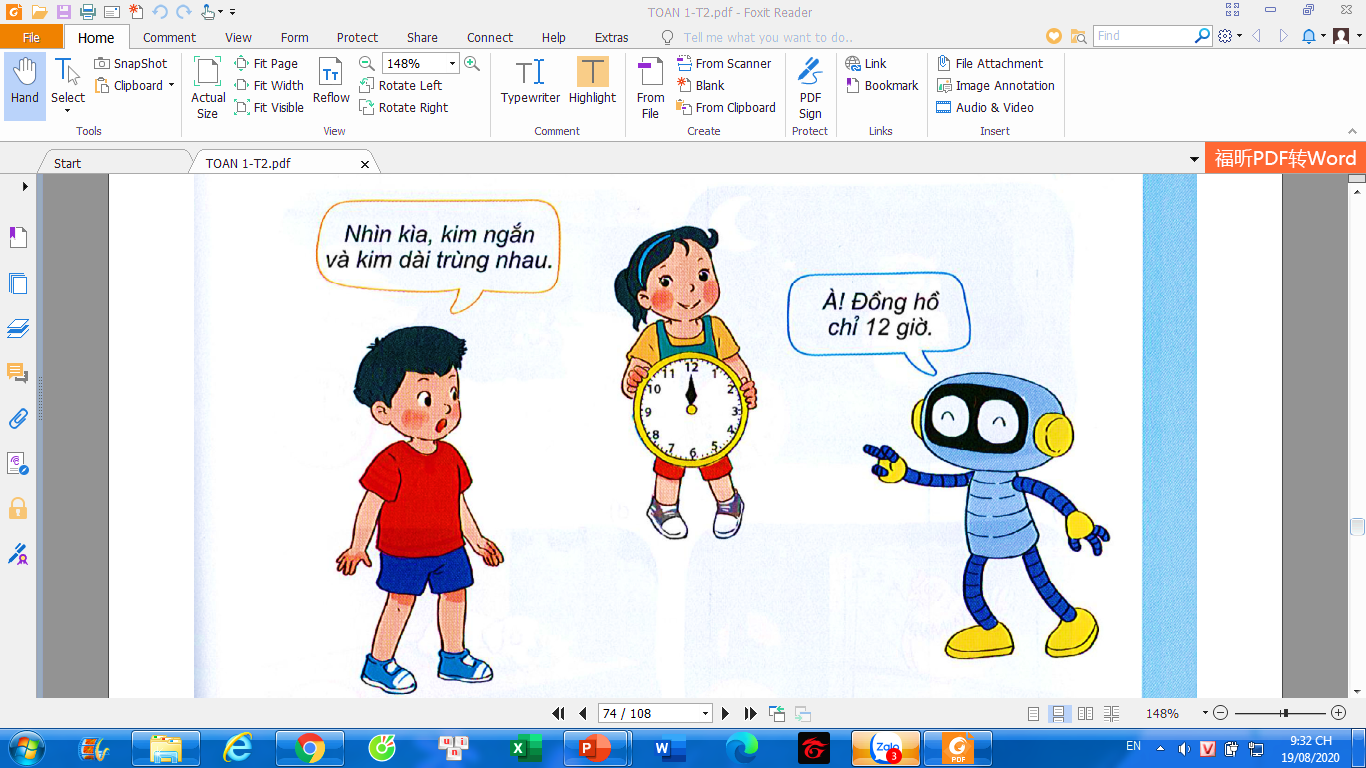 TOAN 1-T2.pdf - Foxit Reader
File Home Comment View Form Protect Share Connect Help Extras Tell me what you want to do.. Find
Hand
Select
SnapShot
Clipboard
Tools
Actual Size
Fit Page
Fit Width
Fit Visible
Reflow
148%
Rotate Left
Rotate Right
View
Typewriter
Highlight
Comment
From File
From Scanner
Blank
From Clipboard
Create
PDF Sign
Protect
Link
Bookmark
Links
File Attachment
Image Annotation
Audio & Video
Insert
Start
TOAN 1-T2.pdf
福昕PDF转Word
Nhìn kìa, kim ngắn
và kim dài trùng nhau.
À! Đồng hồ
chỉ 12 giờ.
12
1
2
3
4
5
6
7
8
9
10
11
74 / 108
148%
Zalo
3
PDF
EN
9:32 CH
19/08/2020